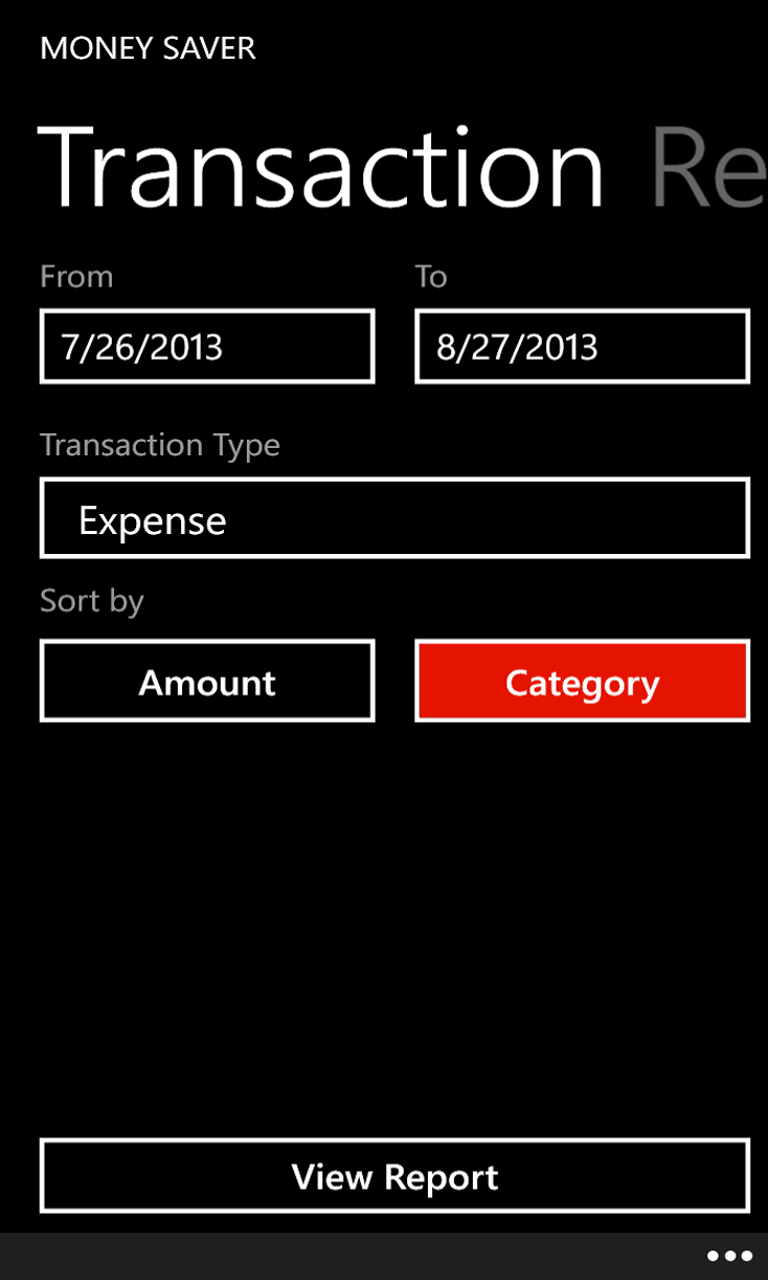 MONEY SAVER
Transaction Re
From To
7/26/2013 8/27/2013
Transaction Type
Expense
Sort by
Amount Category
View Report